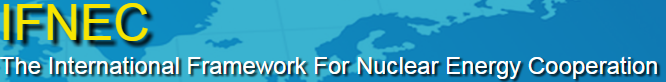 IFNEC
The International Framework For Nuclear Energy Cooperation